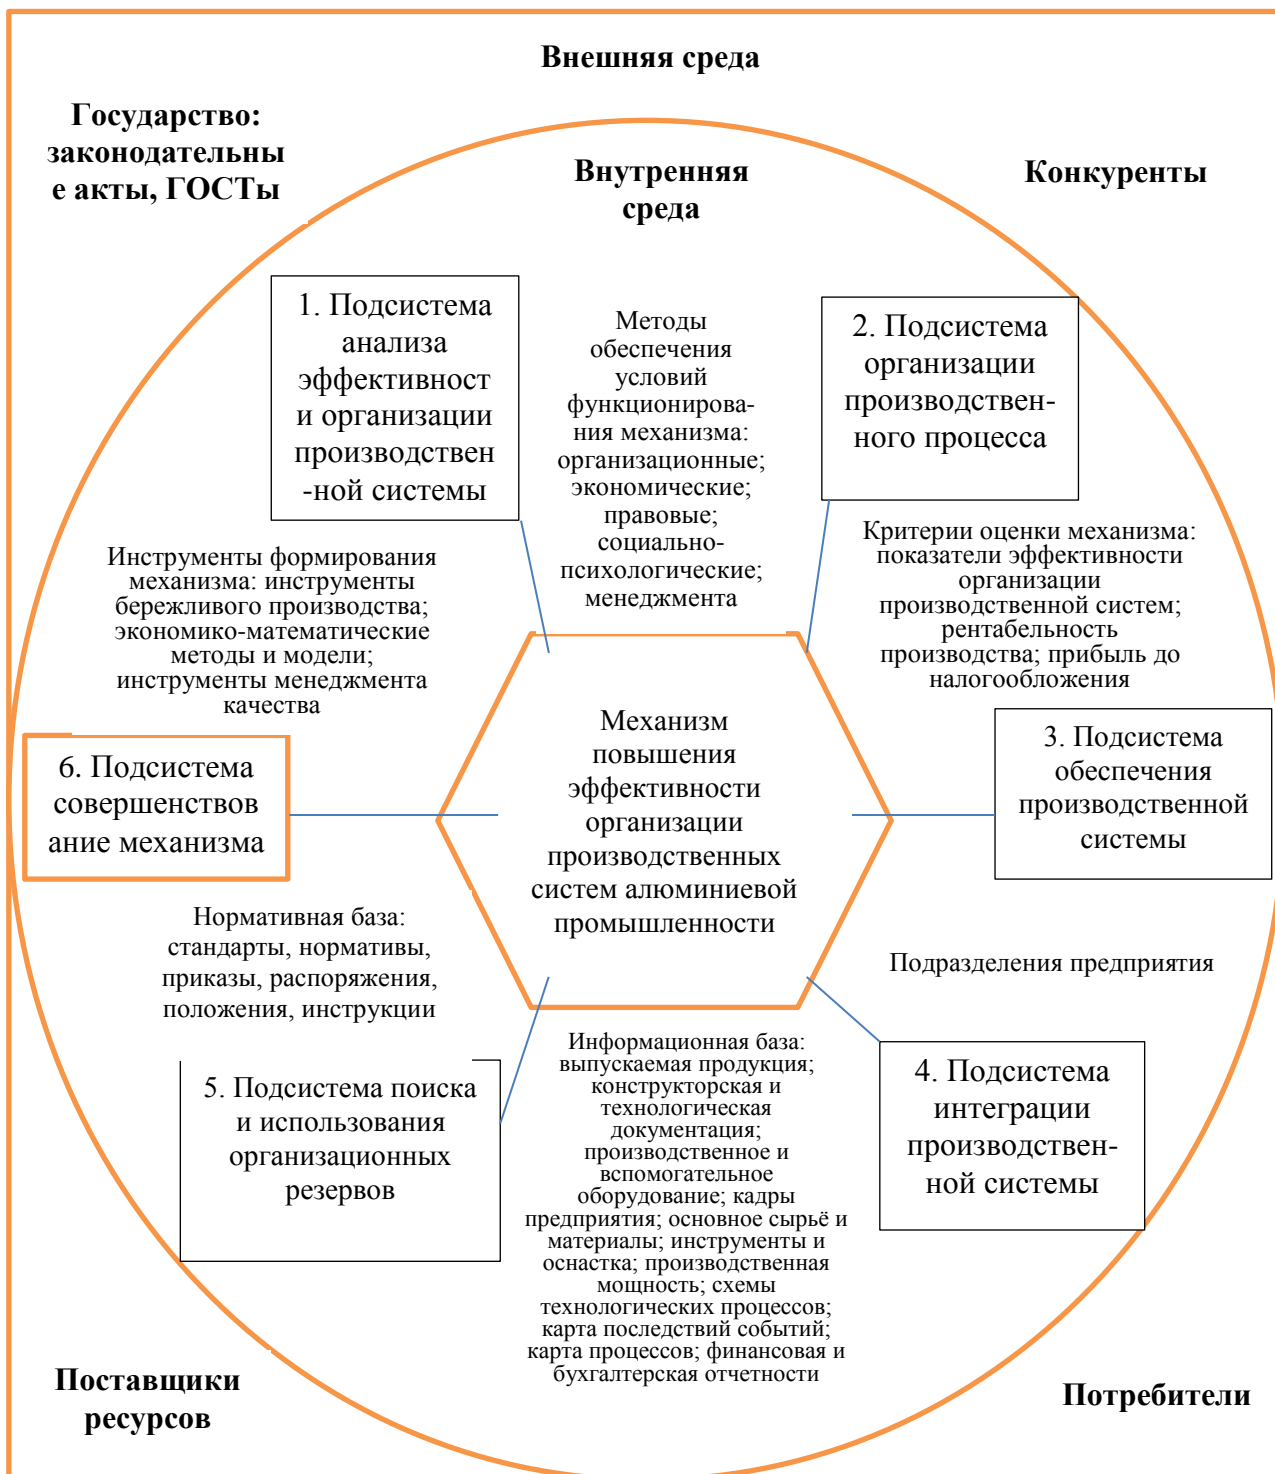 Внешняя среда
Государство:
законодательны
е акты, ГОСТы
Внутренняя
среда
Конкуренты
1. Подсистема
анализа
эффективност
и организации
производствен
-ной системы
Методы
обеспечения
условий
функционирова-
ния механизма:
организационные;
экономические;
правовые;
социально-
психологические;
менеджмента
2. Подсистема
организации
производствен-
ного процесса
Инструменты формирования
механизма: инструменты
бережливого производства;
экономико-математические
методы и модели;
инструменты менеджмента
качества
Критерии оценки механизма:
показатели эффективности
организации
производственной систем;
рентабельность
производства; прибыль до
налогообложения
6. Подсистема
совершенствов
ание механизма
Механизм
повышения
эффективности
организации
производственных
систем алюминиевой
промышленности
3. Подсистема
обеспечения
производственной
системы
Нормативная база:
стандарты, нормативы,
приказы, распоряжения,
положения, инструкции
Подразделения предприятия
5. Подсистема поиска
и использования
организационных
резервов
Информационная база:
выпускаемая продукция;
конструкторская и
технологическая
документация;
производственное и
вспомогательное
оборудование; кадры
предприятия; основное сырьё и
материалы; инструменты и
оснастка; производственная
мощность; схемы
технологических процессов;
карта последствий событий;
карта процессов; финансовая и
бухгалтерская отчетности
4. Подсистема
интеграции
производствен-
ной системы
Поставщики
ресурсов
Потребители